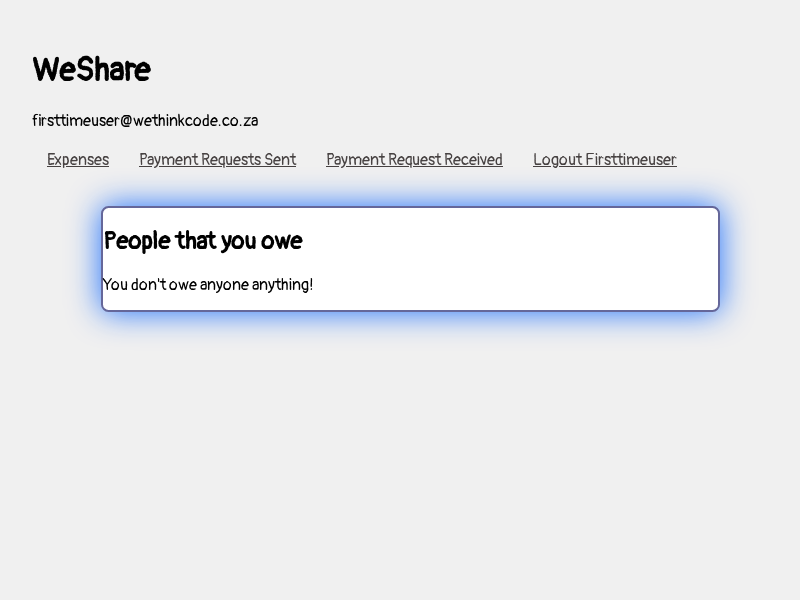 WeShare
firsttimeuser@wethinkcode.co.za
Expenses Payment Requests Sent Payment Request Received Logout Firsttimeuser
People that you owe
You don't owe anyone anything!